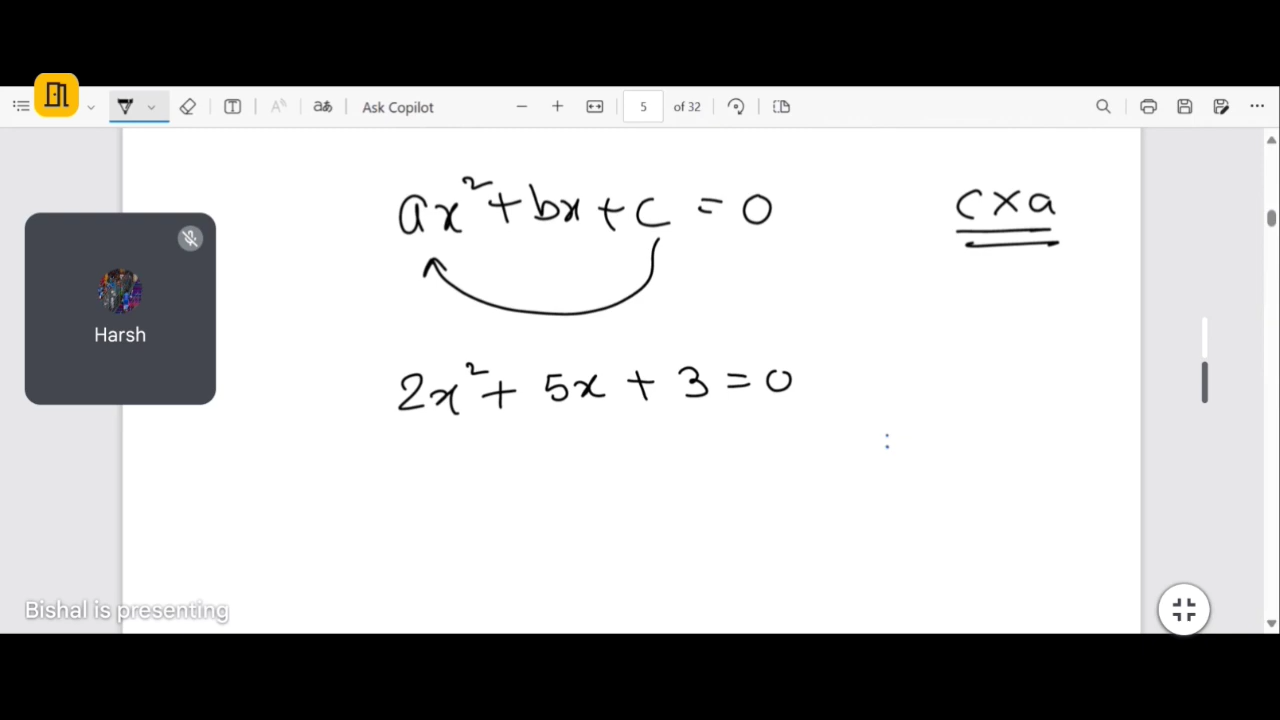 Ask Copilot
5 of 32
ax² + bx + c = 0
c × a
Harsh
2x² + 5x + 3 = 0
:
Bishal is presenting